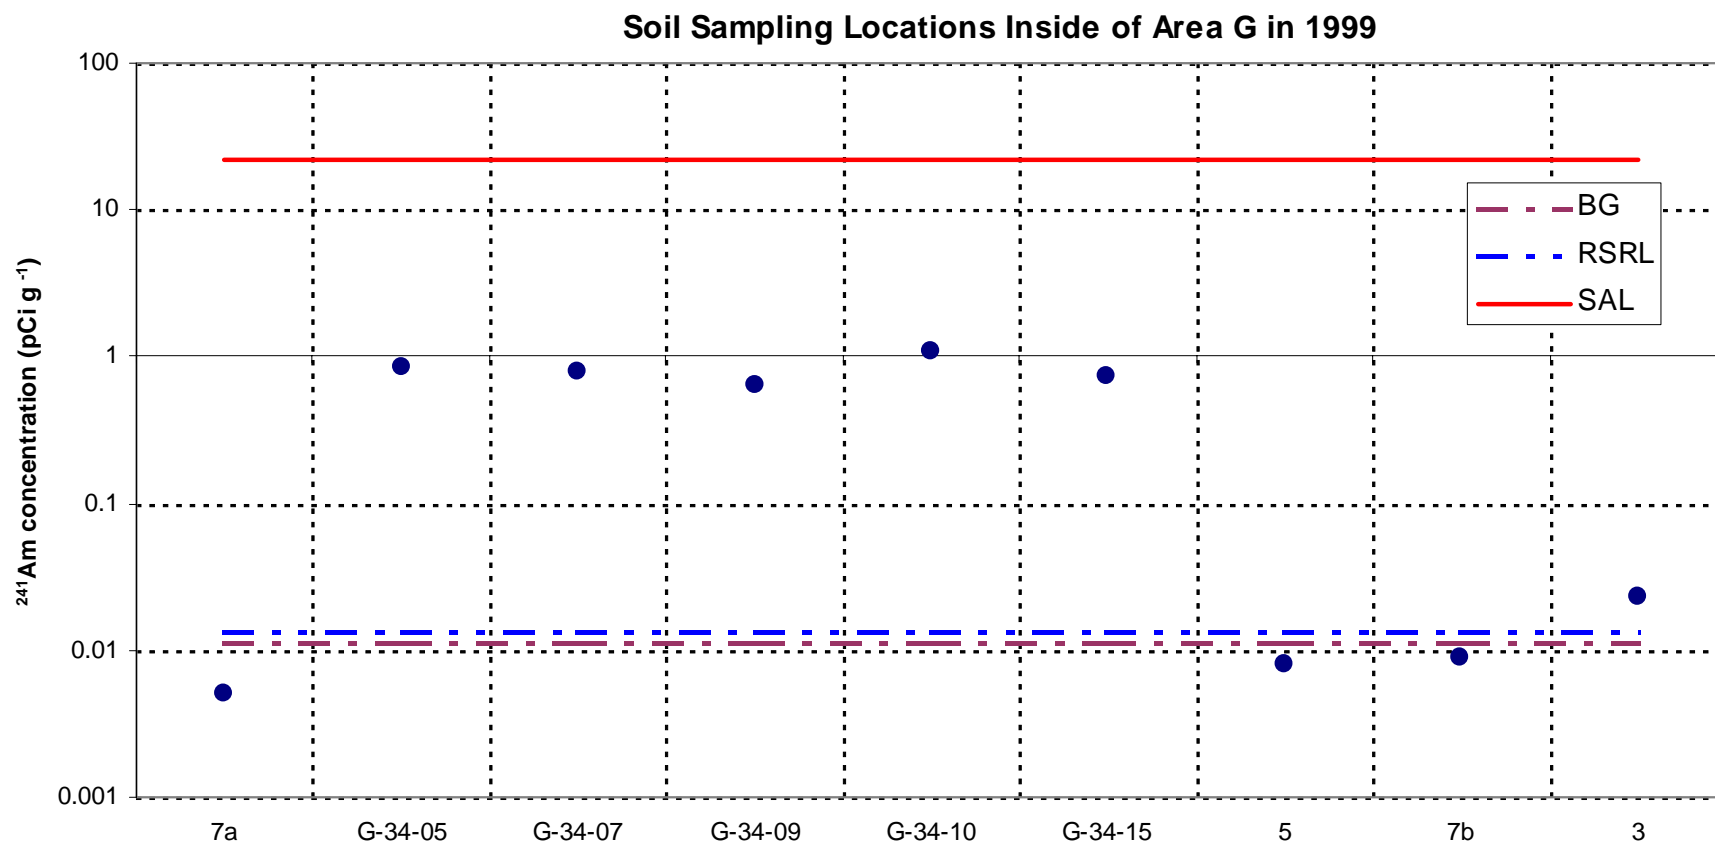 Soil Sampling Locations Inside of Area G in 1999
100
10
1
0.1
0.01
0.001
²⁴¹Am concentration (pCi g ⁻¹)
BG
RSRL
SAL
7a G-34-05 G-34-07 G-34-09 G-34-10 G-34-15 5 7b 3